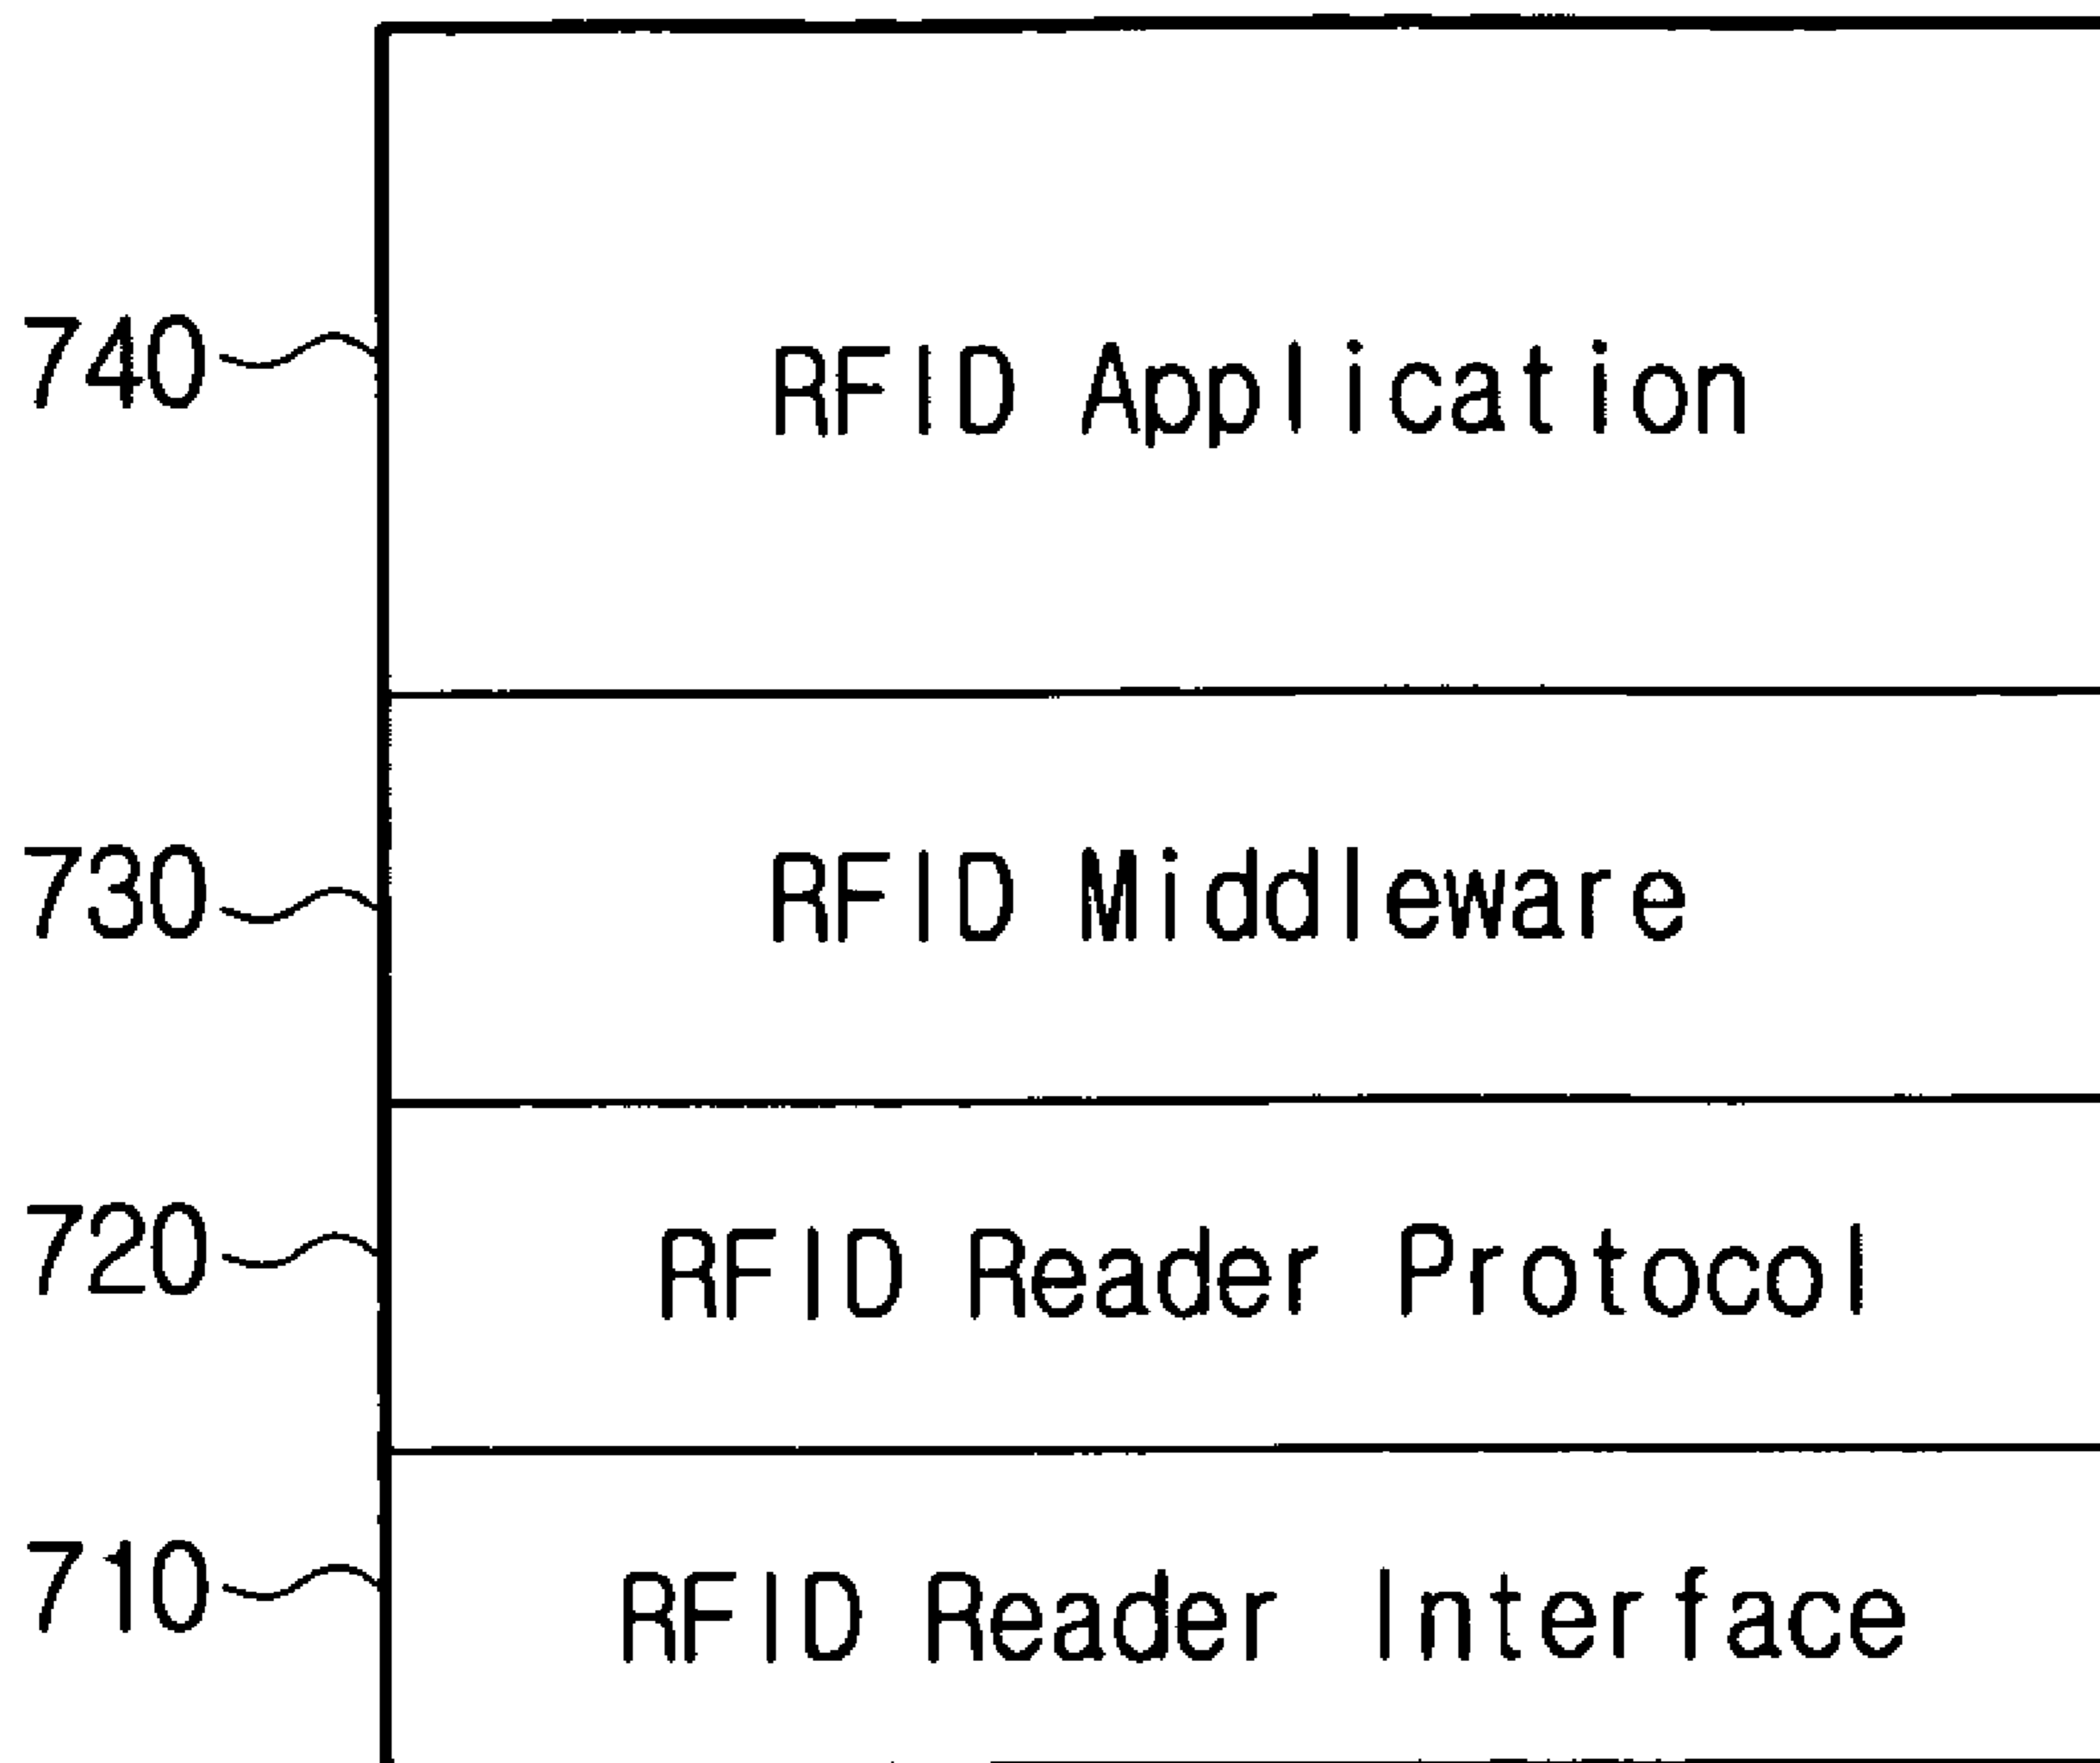 740 RFID Application
730 RFID Middleware
720 RFID Reader Protocol
710 RFID Reader Interface